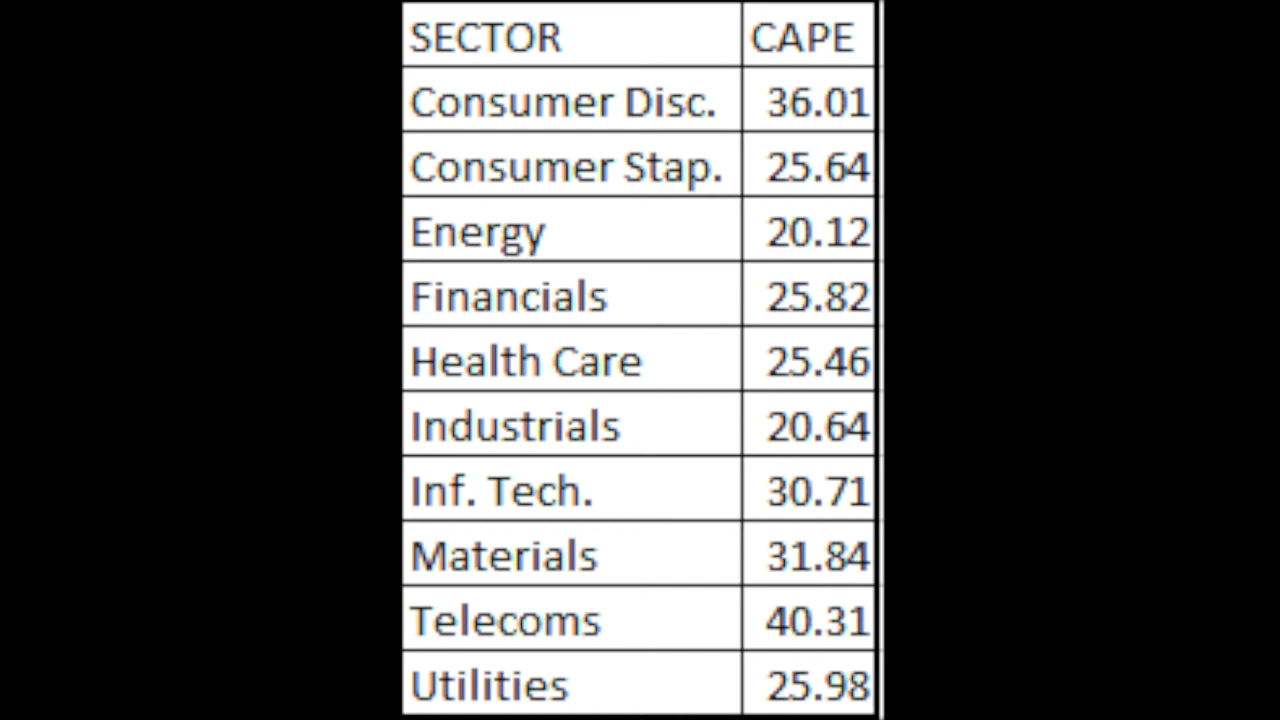 SECTOR CAPE
Consumer Disc. 36.01
Consumer Stap. 25.64
Energy 20.12
Financials 25.82
Health Care 25.46
Industrials 20.64
Inf. Tech. 30.71
Materials 31.84
Telecoms 40.31
Utilities 25.98